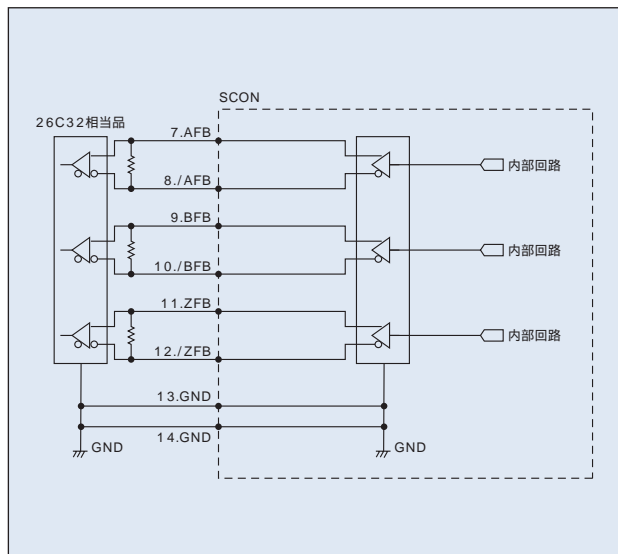 SCON
26C32相当品
7.AFB
内部回路
8./AFB
9.BFB
内部回路
10./BFB
11.ZFB
内部回路
12./ZFB
13.GND
14.GND
GND
GND